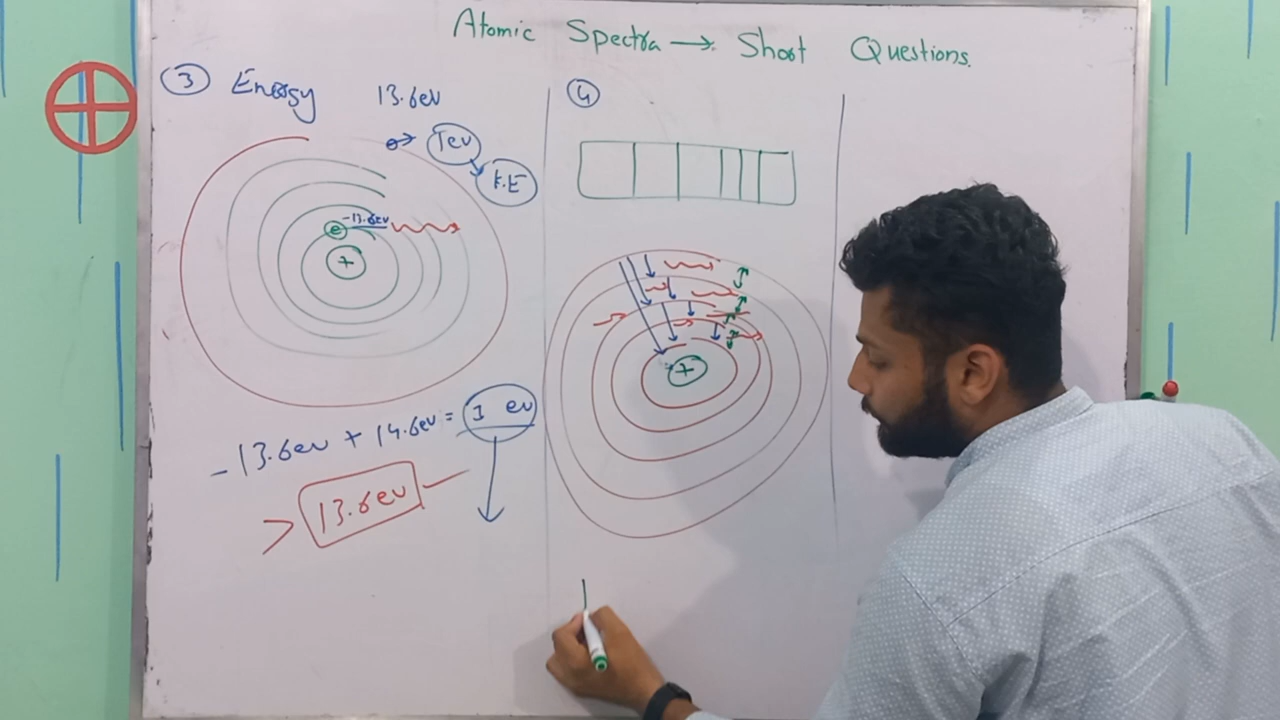 Atomic Spectra → Short Questions.
3 Energy 13.6ev
e → 1ev
K.E
e -13.6ev
+
-13.6ev + 14.6ev = 1 ev
> 13.6ev
4
+